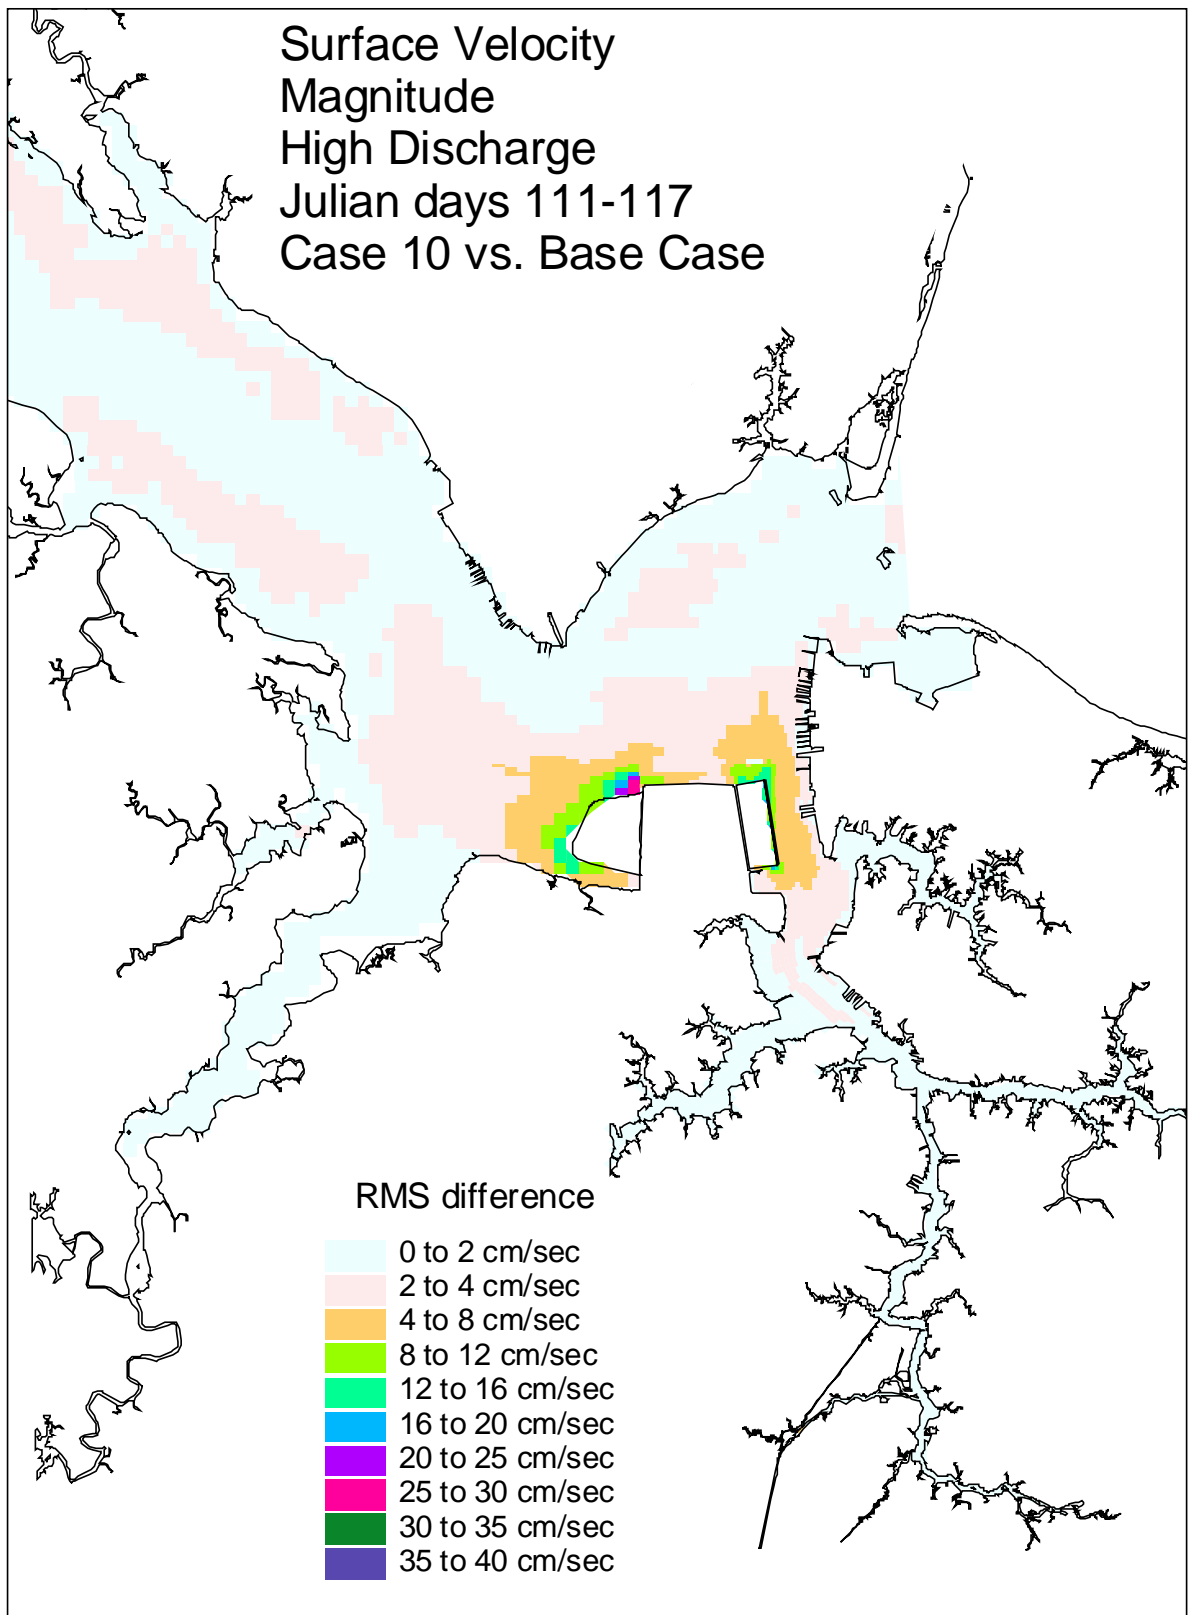 Surface Velocity
Magnitude
High Discharge
Julian days 111-117
Case 10 vs. Base Case
RMS difference
0 to 2 cm/sec
2 to 4 cm/sec
4 to 8 cm/sec
8 to 12 cm/sec
12 to 16 cm/sec
16 to 20 cm/sec
20 to 25 cm/sec
25 to 30 cm/sec
30 to 35 cm/sec
35 to 40 cm/sec